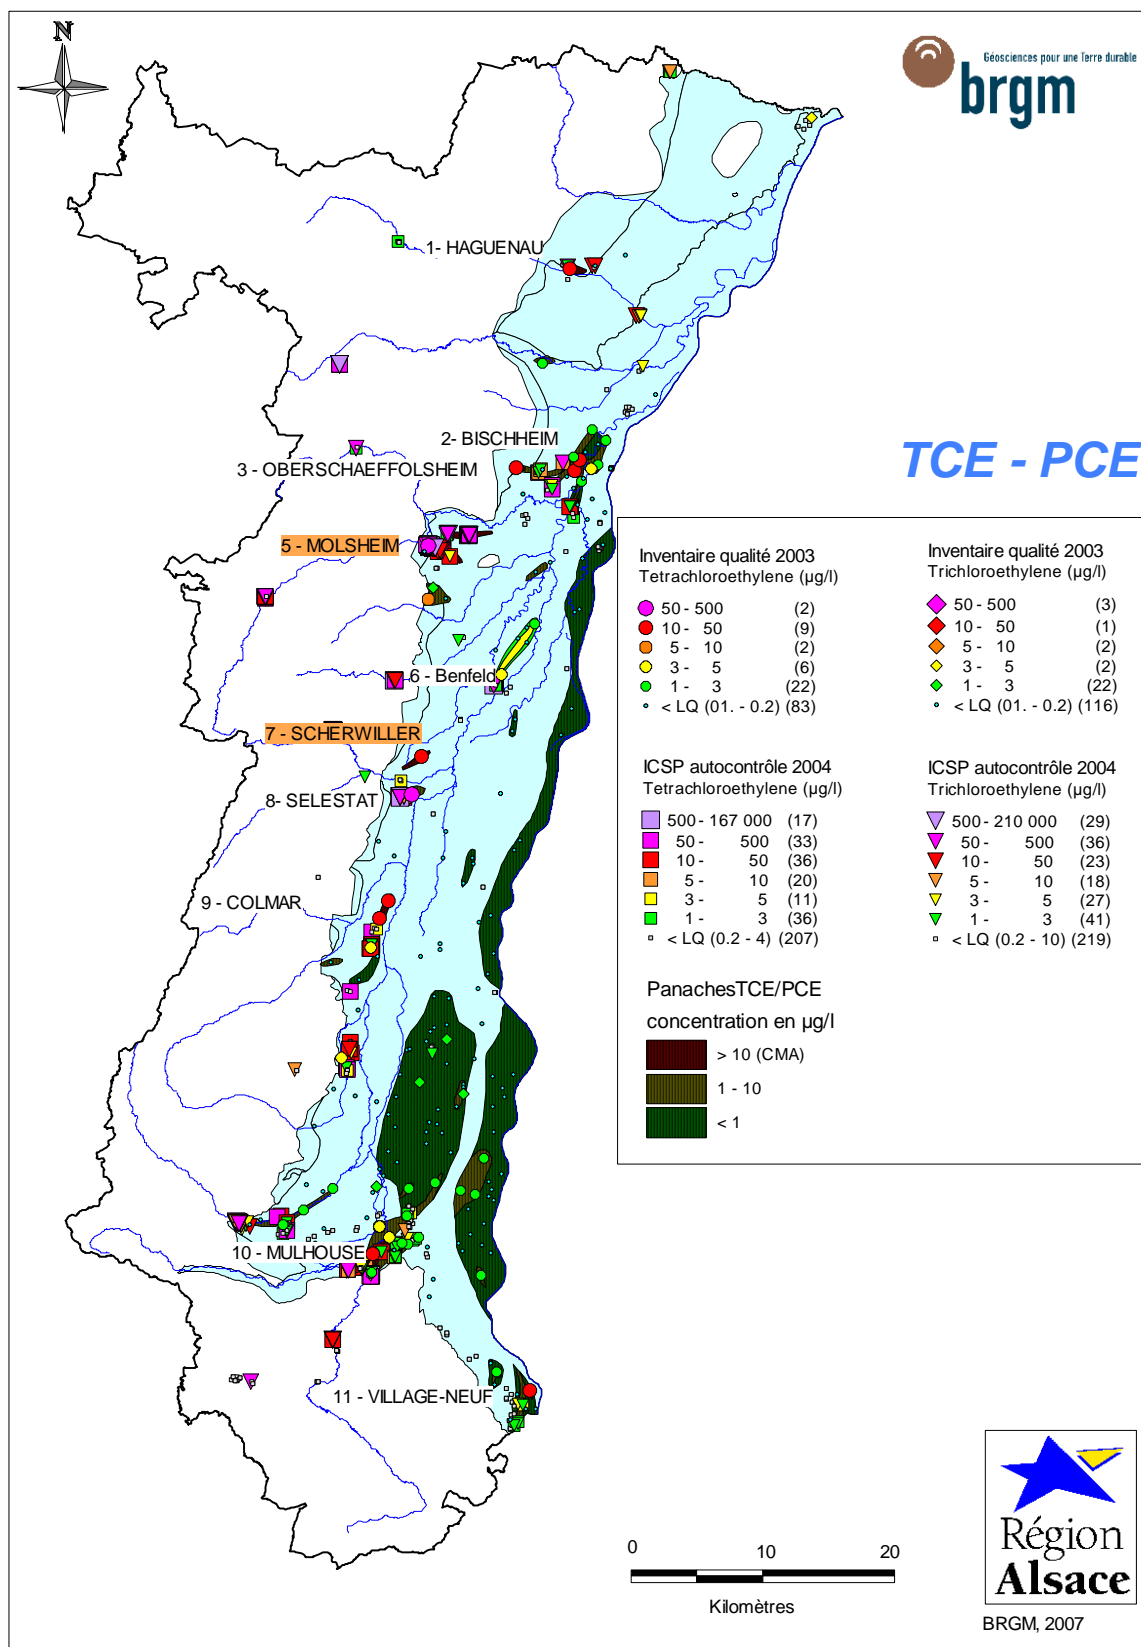 N
Géosciences pour une Terre durable
brgm
1- HAGUENAU
2- BISCHHEIM
3 - OBERSCHAEFFOLSHEIM
TCE - PCE
5 - MOLSHEIM
6 - Benfeld
7 - SCHERWILLER
8- SELESTAT
9 - COLMAR
10 - MULHOUSE
11 - VILLAGE-NEUF
Inventaire qualité 2003
Tetrachloroethylene (µg/l)
50 - 500 (2)
10 - 50 (9)
5 - 10 (2)
3 - 5 (6)
1 - 3 (22)
< LQ (01. - 0.2) (83)
Inventaire qualité 2003
Trichloroethylene (µg/l)
50 - 500 (3)
10 - 50 (1)
5 - 10 (2)
3 - 5 (2)
1 - 3 (22)
< LQ (01. - 0.2) (116)
ICSP autocontrôle 2004
Tetrachloroethylene (µg/l)
500 - 167 000 (17)
50 - 500 (33)
10 - 50 (36)
5 - 10 (20)
3 - 5 (11)
1 - 3 (36)
< LQ (0.2 - 4) (207)
ICSP autocontrôle 2004
Trichloroethylene (µg/l)
500 - 210 000 (29)
50 - 500 (36)
10 - 50 (23)
5 - 10 (18)
3 - 5 (27)
1 - 3 (41)
< LQ (0.2 - 10) (219)
PanachesTCE/PCE
concentration en µg/l
> 10 (CMA)
1 - 10
< 1
0 10 20
Kilomètres
Région
Alsace
BRGM, 2007